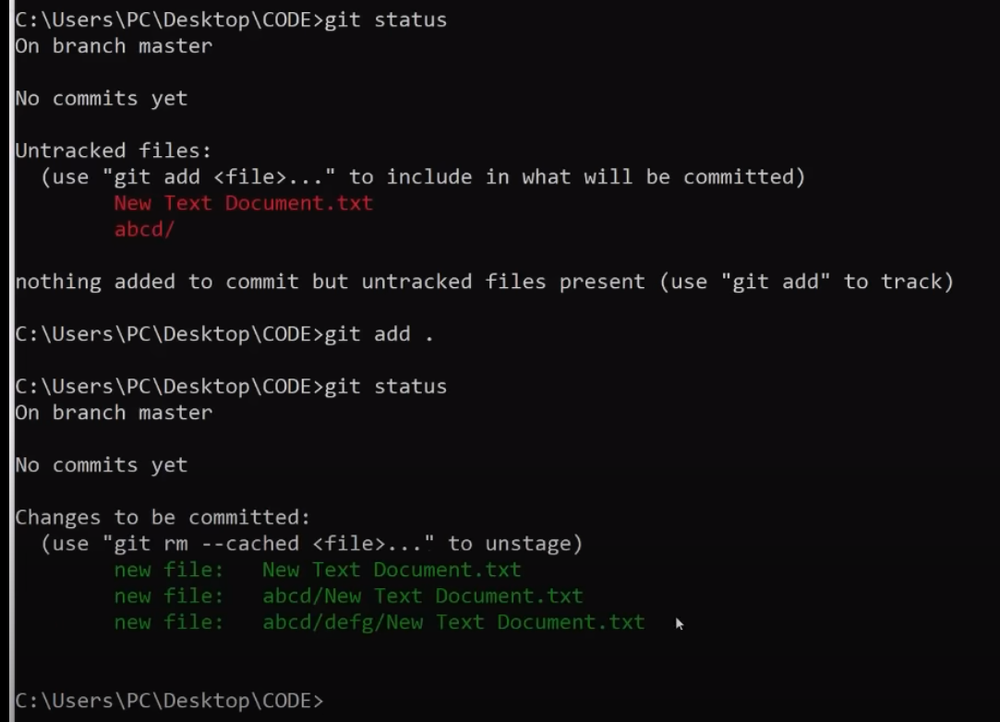 C:\Users\PC\Desktop\CODE>git status
On branch master
No commits yet
Untracked files:
(use "git add <file>..." to include in what will be committed)
New Text Document.txt
abcd/
nothing added to commit but untracked files present (use "git add" to track)
C:\Users\PC\Desktop\CODE>git add .
C:\Users\PC\Desktop\CODE>git status
On branch master
No commits yet
Changes to be committed:
(use "git rm --cached <file>..." to unstage)
new file:   New Text Document.txt
new file:   abcd/New Text Document.txt
new file:   abcd/defg/New Text Document.txt
C:\Users\PC\Desktop\CODE>